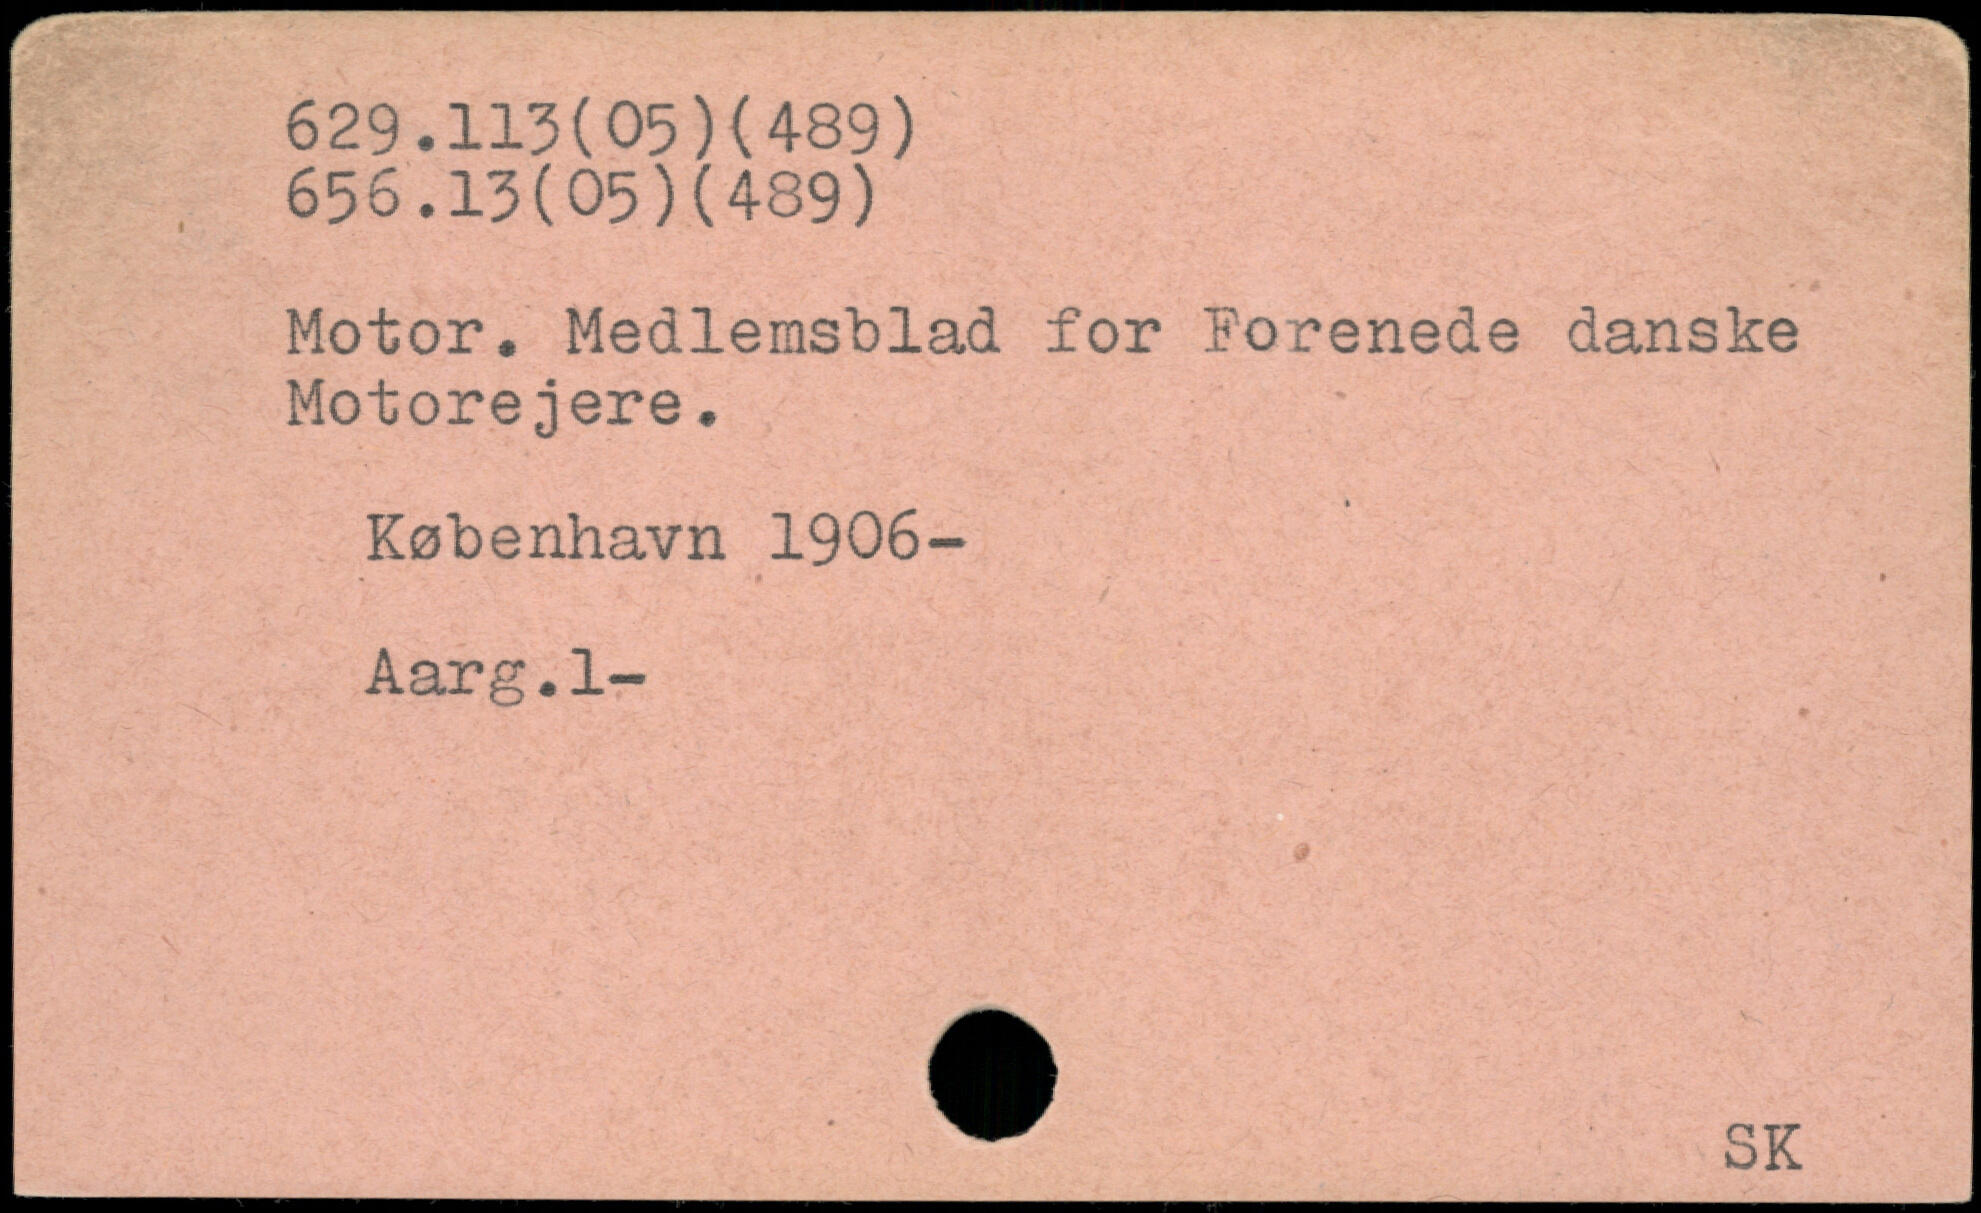 629.113(05)(489)
656.13(05)(489)
Motor. Medlemsblad for Forenede danske
Motorejere.
København 1906-
Aarg.1-
SK